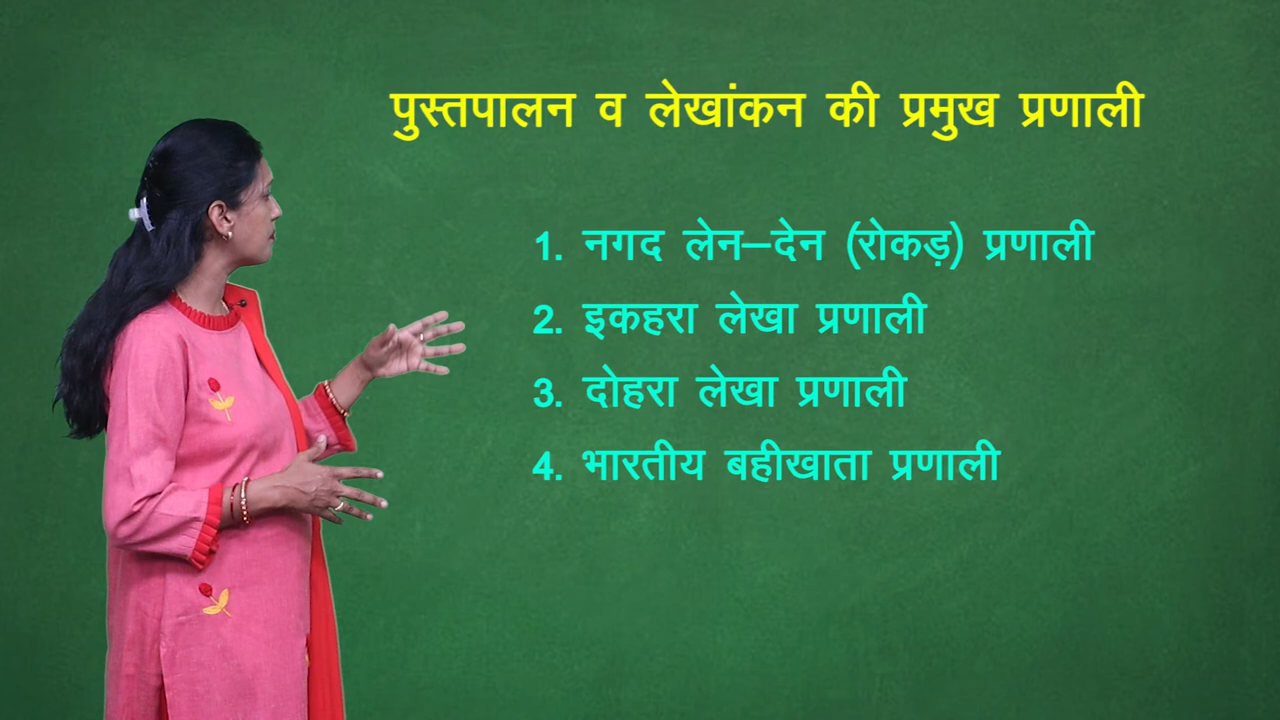 पुस्तपालन व लेखांकन की प्रमुख प्रणाली
1. नगद लेन–देन (रोकड़) प्रणाली
2. इकहरा लेखा प्रणाली
3. दोहरा लेखा प्रणाली
4. भारतीय बहीखाता प्रणाली